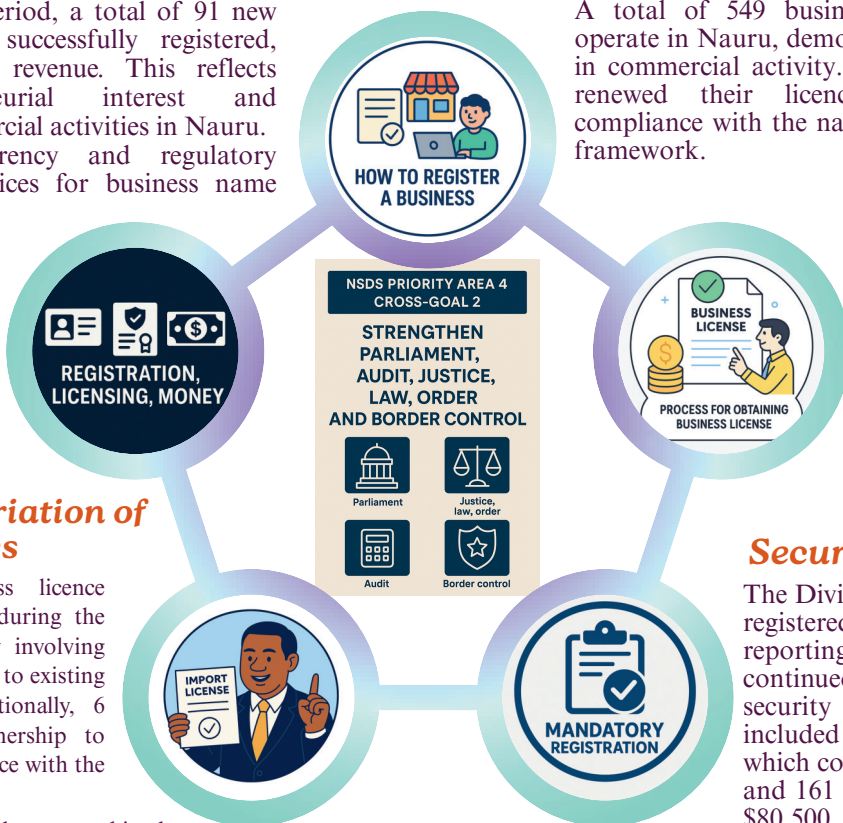 eriod, a total of 91 new
successfully registered,
revenue. This reflects
eurial interest and
rcial activities in Nauru.
rency and regulatory
ices for business name
A total of 549 busin
operate in Nauru, demo
in commercial activity.
renewed their licenc
compliance with the na
framework.
HOW TO REGISTER
A BUSINESS
REGISTRATION,
LICENSING, MONEY
NSDS PRIORITY AREA 4
CROSS-GOAL 2
STRENGTHEN
PARLIAMENT,
AUDIT, JUSTICE,
LAW, ORDER
AND BORDER CONTROL
Parliament
Justice,
law, order
Audit
Border control
BUSINESS
LICENSE
PROCESS FOR OBTAINING
BUSINESS LICENSE
riation of
s
ss licence
during the
involving
to existing
tionally, 6
nership to
ce with the
IMPORT
LICENSE
MANDATORY
REGISTRATION
Secur
The Divi
registered
reporting
continued
security
included
which co
and 161
$80,500